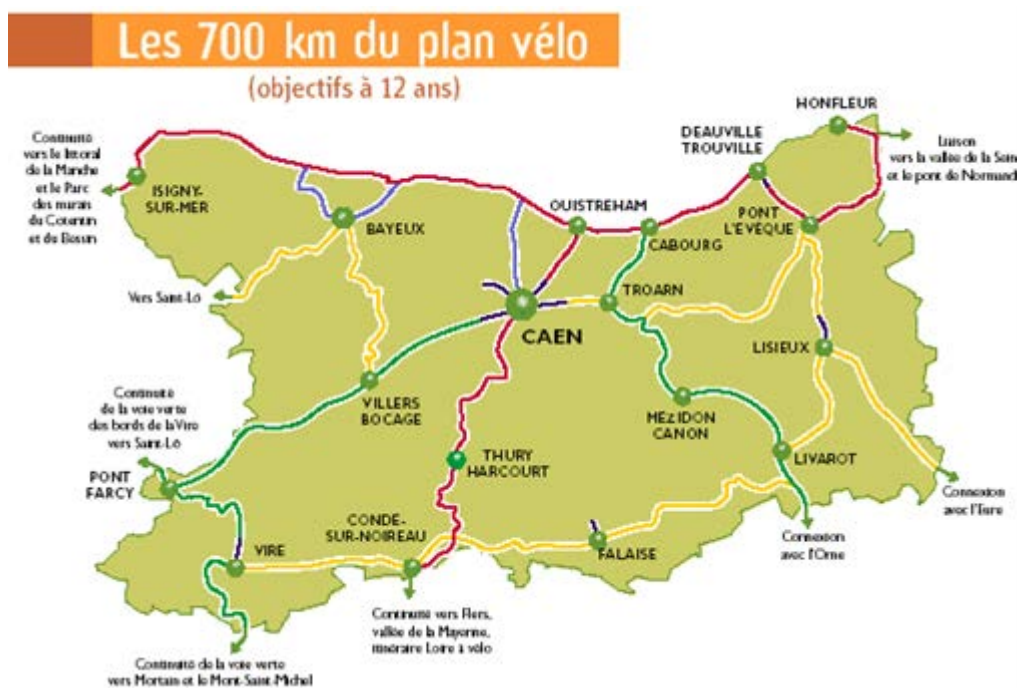 Les 700 km du plan vélo
(objectifs à 12 ans)
HONFLEUR
DEAUVILLE
TROUVILLE
Continuité
vers le littoral
de la Manche
et le Parc
des marais
du Cotentin
et du Bessin
Liaison
vers la vallée de la Sein
et le pont de Normand
ISIGNY-
SUR-MER
BAYEUX
OUISTREHAM
CABOURG
PONT
L'EVEQUE
Vers Saint-Lô
TROARN
CAEN
LISIEUX
VILLERS
BOCAGE
MEZIDON
CANON
Continuité
de la voie verte
des bords de la Vire
vers Saint-Lô
THURY
HARCOURT
LIVAROT
PONT
FARCY
Connexion
avec l'Eure
CONDE-
SUR-NOIREAU
VIRE
FALAISE
Connexion
avec l'Orne
Continuité vers Flers,
vallée de la Mayenne,
itinéraire Loire à vélo
Continuité de la voie verte
vers Mortain et le Mont-Saint-Michel